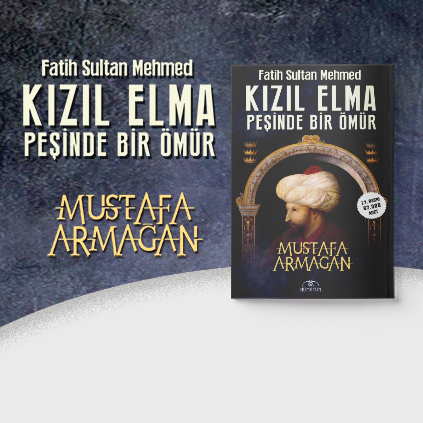 Fatih Sultan Mehmed
KIZIL ELMA
PEŞİNDE BİR ÖMÜR
MUSTAFA
ARMAĞAN
Fatih Sultan Mehmed
KIZIL ELMA
PEŞİNDE BİR ÖMÜR
MUSTAFA
ARMAĞAN